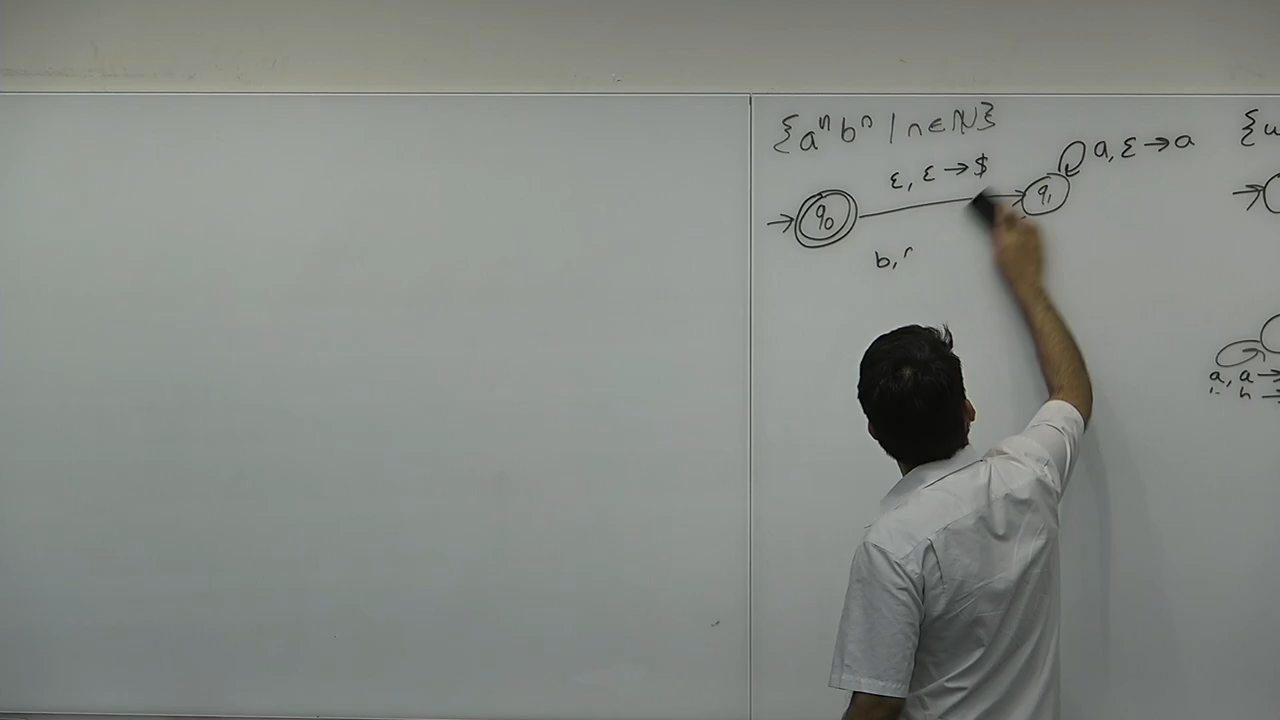 {aⁿbⁿ | n ∈ ℕ}
ε, ε → $
a, ε → a
q₀
q₁
b,
a, a →